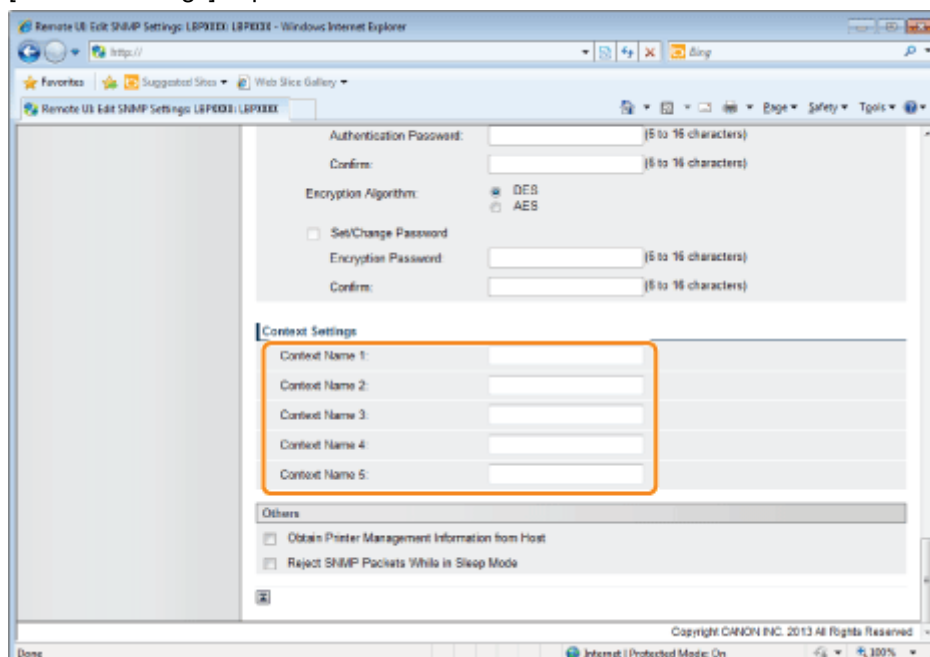 Remote UI: Edit SNMP Settings: LBPXXXX: LBPXXXX - Windows Internet Explorer
http://
Bing
Favorites Suggested Sites Web Slice Gallery
Remote UI: Edit SNMP Settings: LBPXXXX: LBPXXXX
Page Safety Tools
Authentication Password: (6 to 16 characters)
Confirm: (6 to 16 characters)
Encryption Algorithm: DES
AES
Set/Change Password
Encryption Password: (6 to 16 characters)
Confirm: (6 to 16 characters)
Context Settings
Context Name 1:
Context Name 2:
Context Name 3:
Context Name 4:
Context Name 5:
Others
Obtain Printer Management Information from Host
Reject SNMP Packets While in Sleep Mode
Copyright CANON INC. 2013 All Rights Reserved
Done Internet | Protected Mode: On 100%